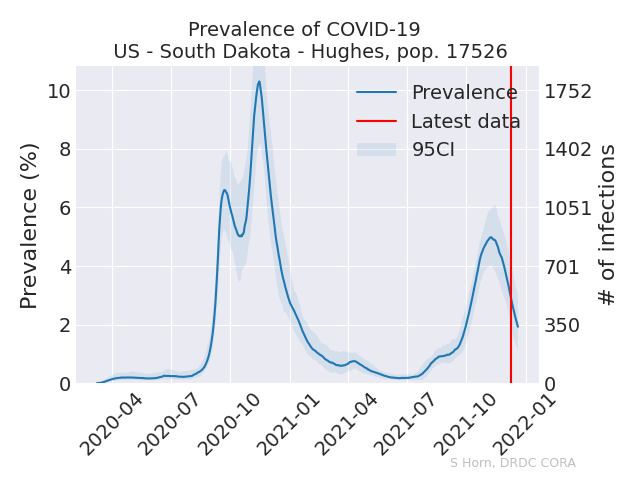 Prevalence of COVID-19
US - South Dakota - Hughes, pop. 17526
Prevalence (%)
10
8
6
4
2
0
Prevalence
Latest data
95CI
1752
1402
1051
701
350
0
# of infections
2020-04
2020-07
2020-10
2021-01
2021-04
2021-07
2021-10
2022-01
S Horn, DRDC CORA